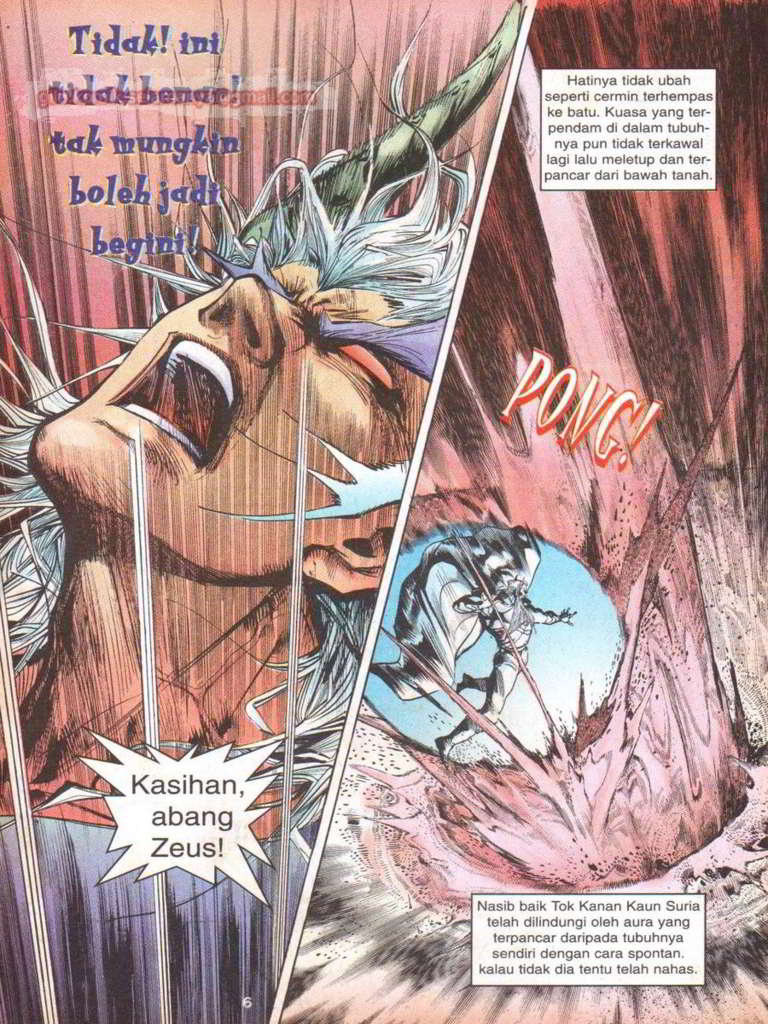 Tidak! ini
tidak benar!
tak mungkin
boleh jadi
begini!
Hatinya tidak ubah
seperti cermin terhempas
ke batu. Kuasa yang ter-
pendam di dalam tubuh-
nya pun tidak terkawal
lagi lalu meletup dan ter-
pancar dari bawah tanah.
PONG!
Kasihan,
abang
Zeus!
Nasib baik Tok Kanan Kaun Suria
telah dilindungi oleh aura yang
terpancar daripada tubuhnya
sendiri dengan cara spontan.
kalau tidak dia tentu telah nahas.
6